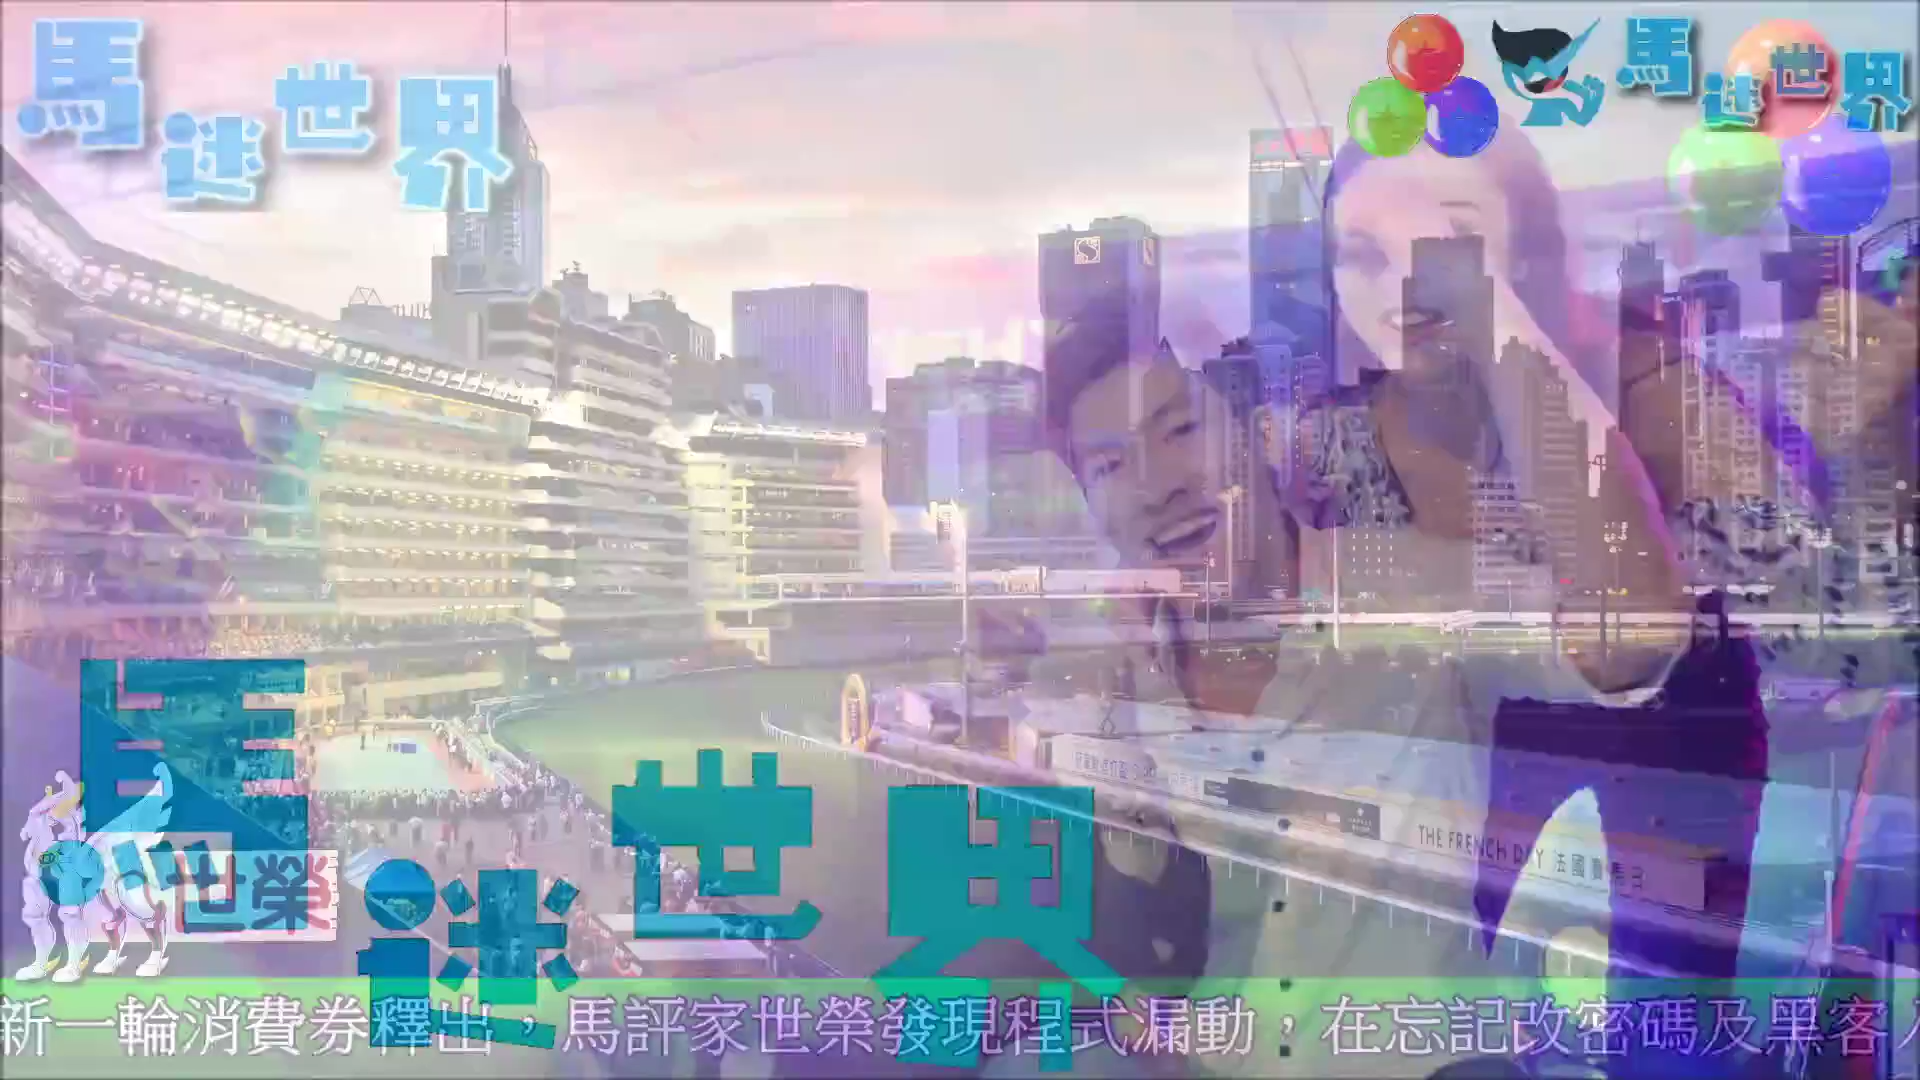 馬迷世界
馬迷世界
THE FRENCH DAY 法國賽馬日
馬迷世界
世榮
新一輪消費券釋出，馬評家世榮發現程式漏動，在忘記改密碼及黑客入